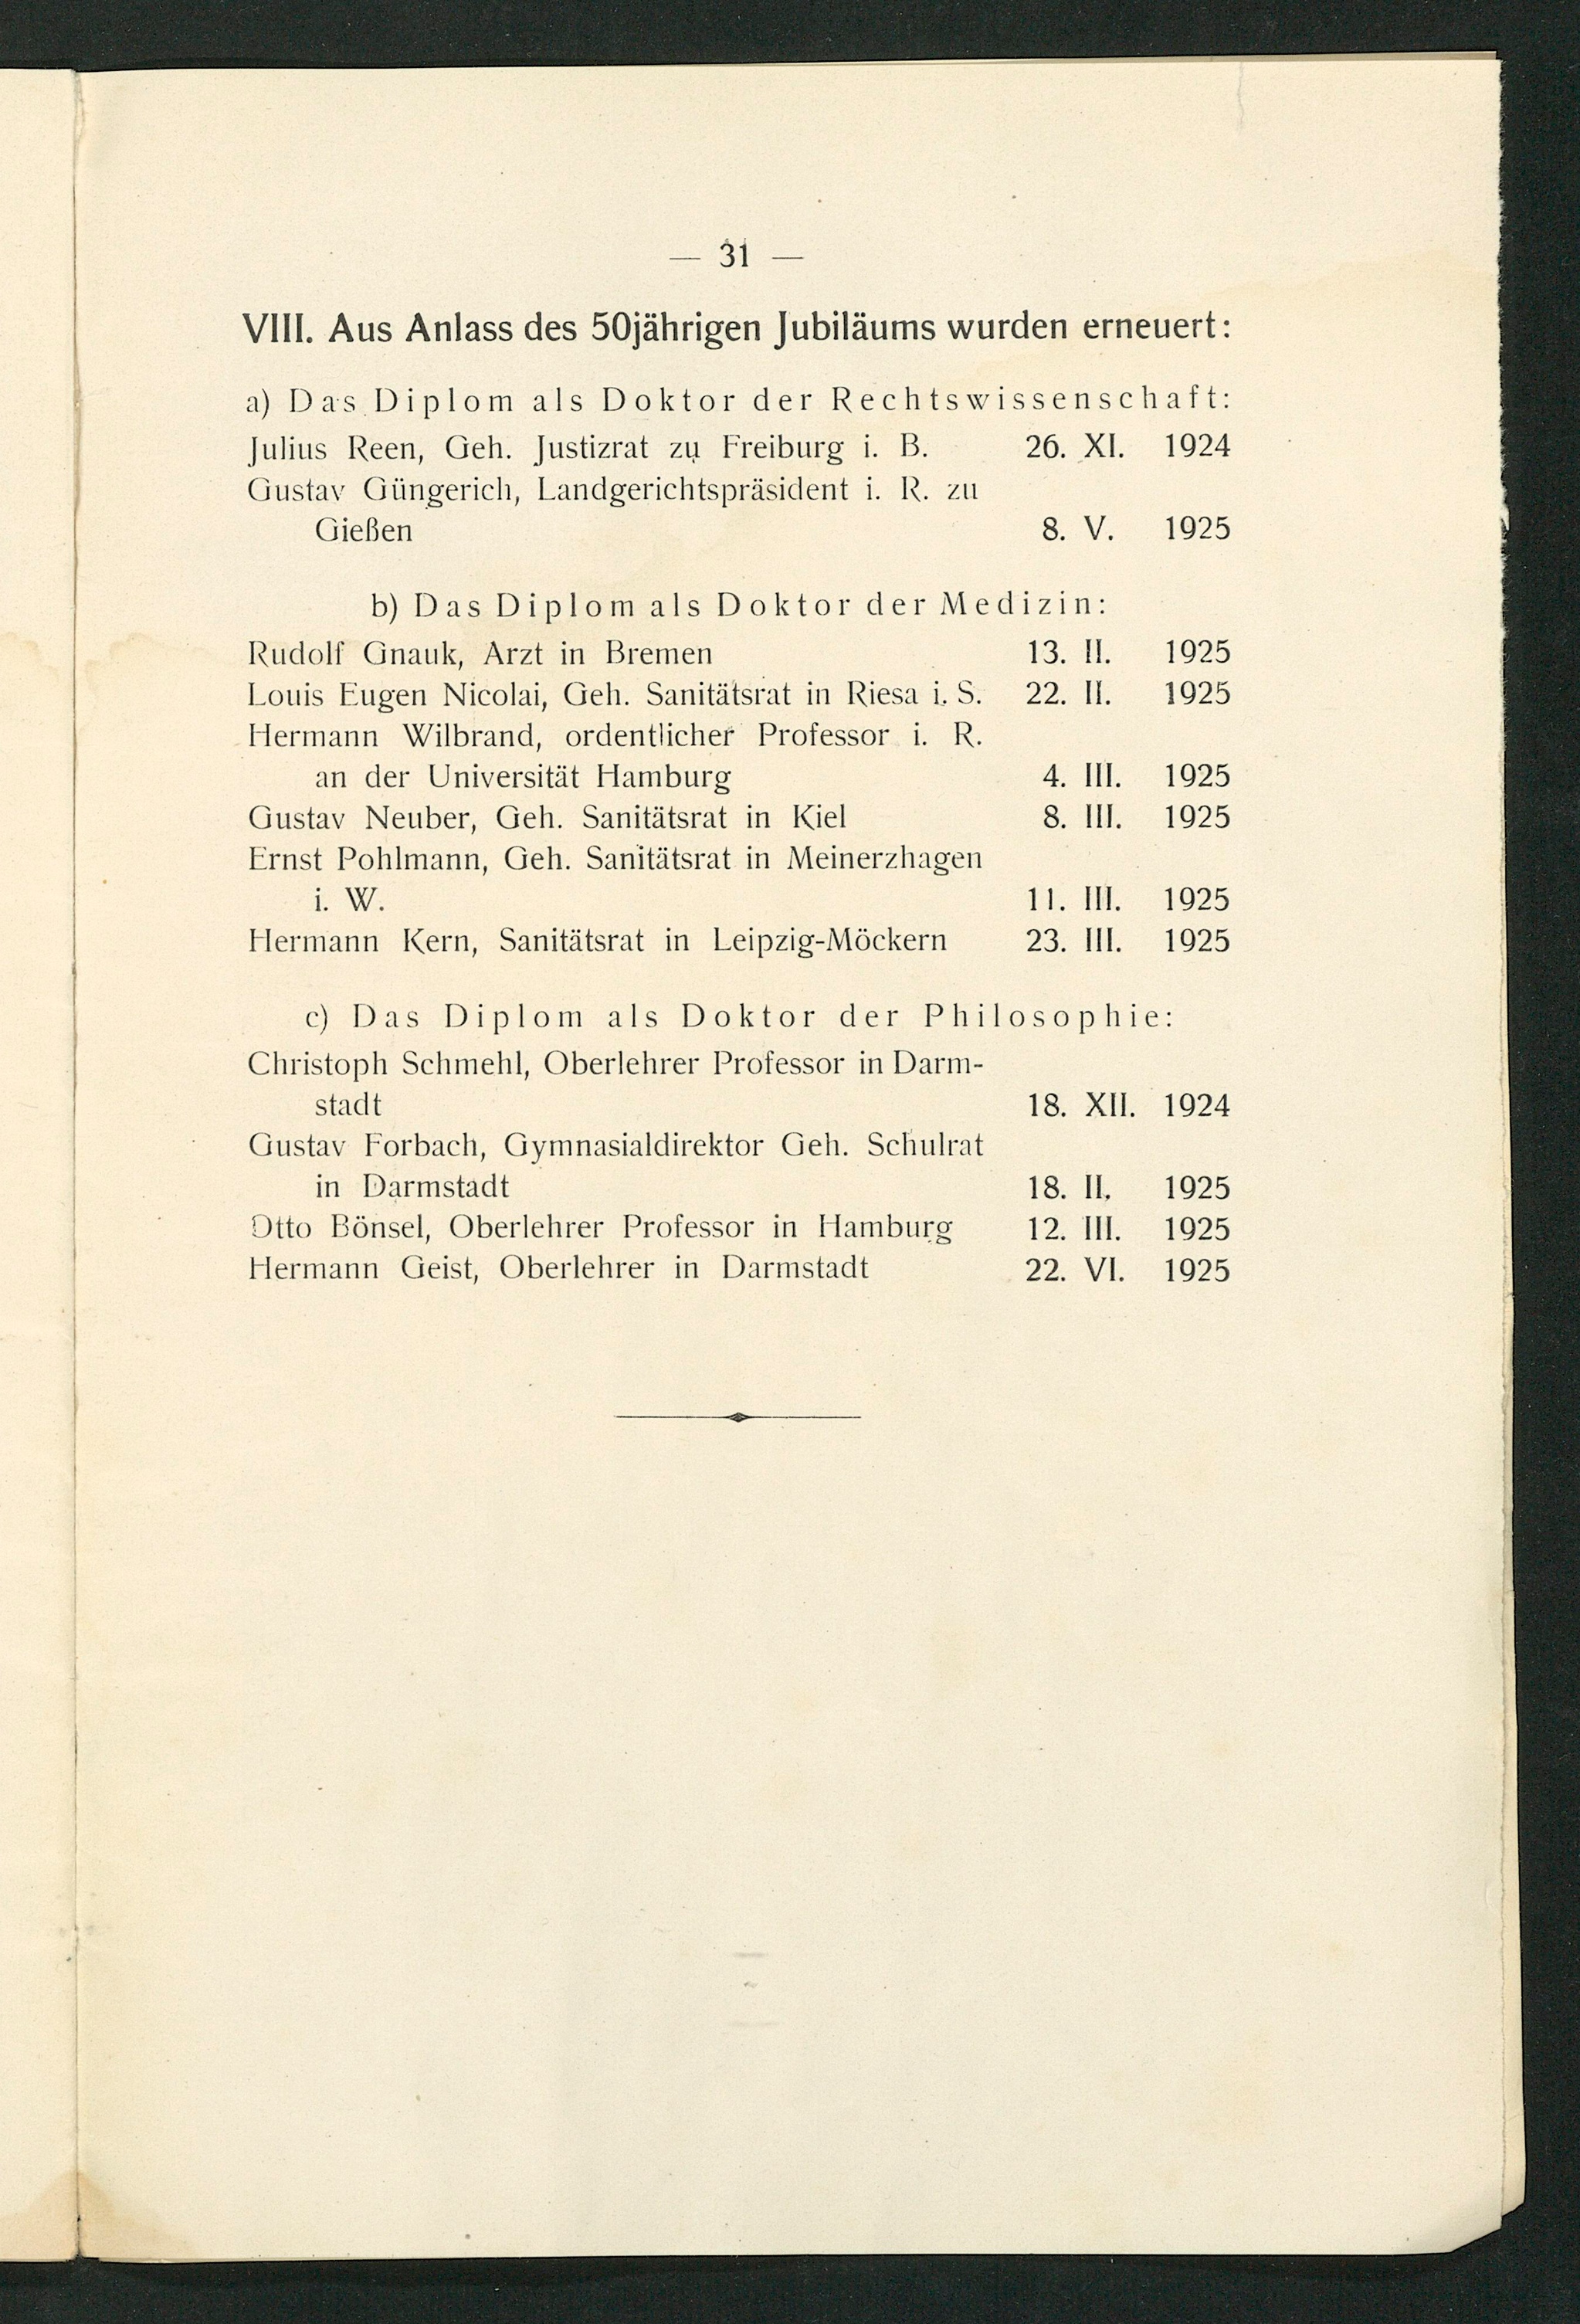 — 31 —
VIII. Aus Anlass des 50jährigen Jubiläums wurden erneuert:
a) Das Diplom als Doktor der Rechtswissenschaft:
Julius Reen, Geh. Justizrat zu Freiburg i. B. 26. XI. 1924
Gustav Güngerich, Landgerichtspräsident i. R. zu
Gießen 8. V. 1925
b) Das Diplom als Doktor der Medizin:
Rudolf Gnauk, Arzt in Bremen 13. II. 1925
Louis Eugen Nicolai, Geh. Sanitätsrat in Riesa i. S. 22. II. 1925
Hermann Wilbrand, ordentlicher Professor i. R.
an der Universität Hamburg 4. III. 1925
Gustav Neuber, Geh. Sanitätsrat in Kiel 8. III. 1925
Ernst Pohlmann, Geh. Sanitätsrat in Meinerzhagen
i. W. 11. III. 1925
Hermann Kern, Sanitätsrat in Leipzig-Möckern 23. III. 1925
c) Das Diplom als Doktor der Philosophie:
Christoph Schmehl, Oberlehrer Professor in Darm-
stadt 18. XII. 1924
Gustav Forbach, Gymnasialdirektor Geh. Schulrat
in Darmstadt 18. II. 1925
Otto Bönsel, Oberlehrer Professor in Hamburg 12. III. 1925
Hermann Geist, Oberlehrer in Darmstadt 22. VI. 1925